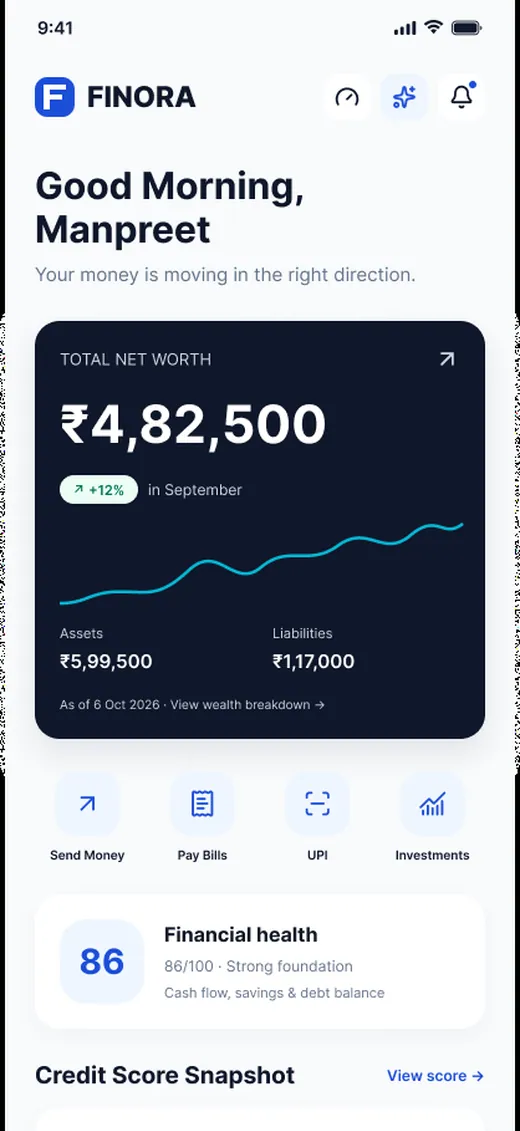 9:41
FINORA
Good Morning,
Manpreet
Your money is moving in the right direction.
TOTAL NET WORTH
₹4,82,500
+12% in September
Assets Liabilities
₹5,99,500 ₹1,17,000
As of 6 Oct 2026 · View wealth breakdown →
Send Money Pay Bills UPI Investments
86
Financial health
86/100 · Strong foundation
Cash flow, savings & debt balance
Credit Score Snapshot View score →